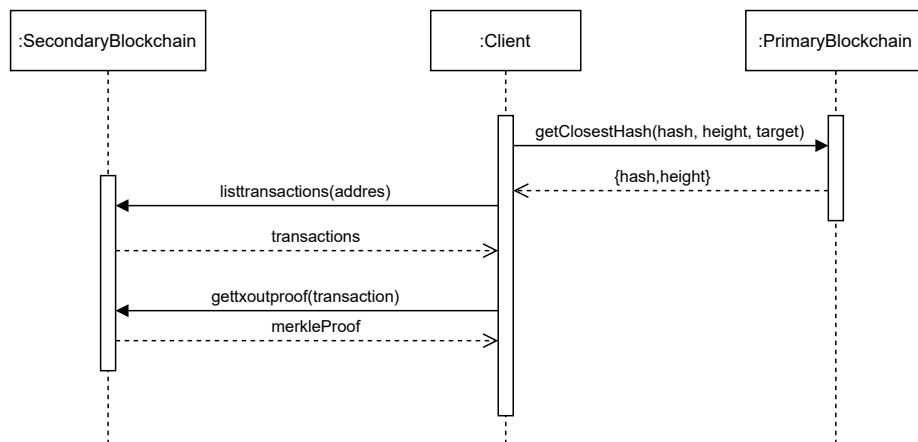 :SecondaryBlockchain
:Client
:PrimaryBlockchain
getClosestHash(hash, height, target)
{hash,height}
listtransactions(addres)
transactions
gettxoutproof(transaction)
merkleProof